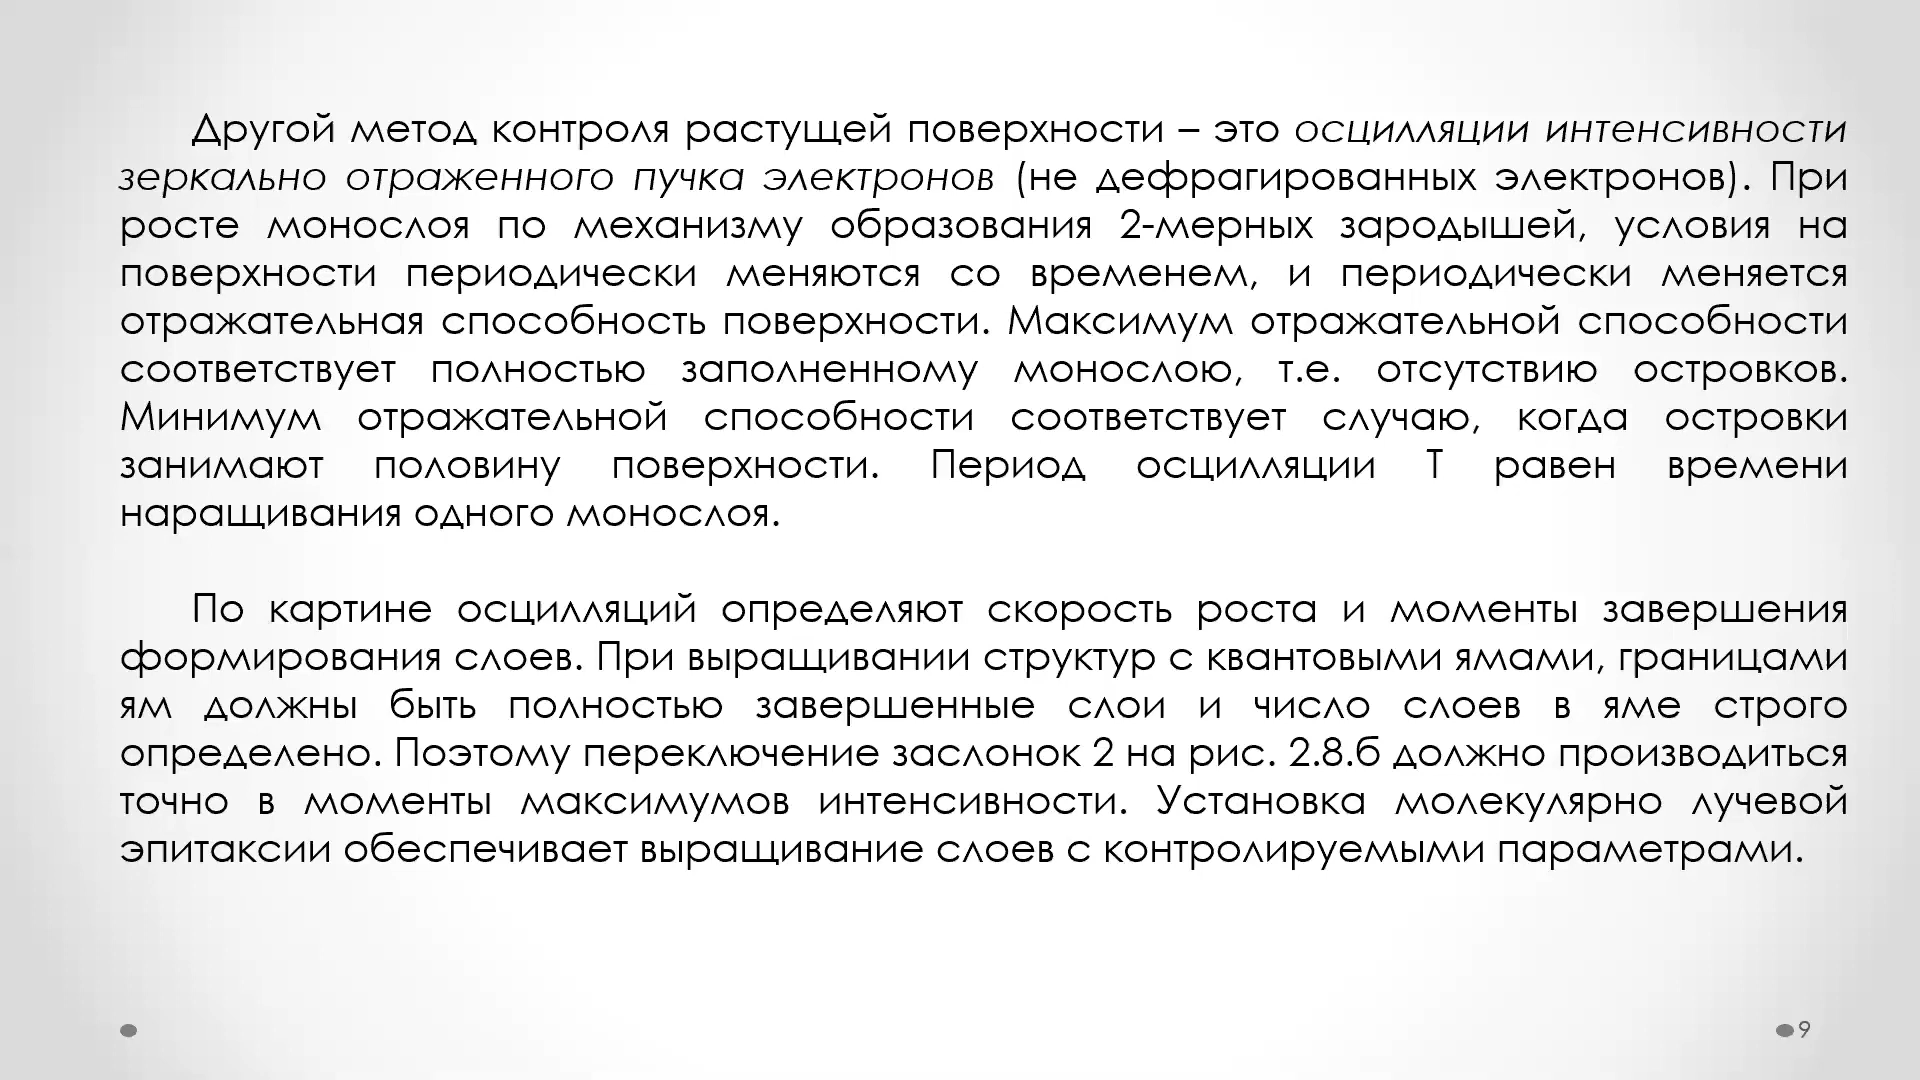 Другой метод контроля растущей поверхности – это осцилляции интенсивности
зеркально отраженного пучка электронов (не дефрагированных электронов). При
росте монослоя по механизму образования 2-мерных зародышей, условия на
поверхности периодически меняются со временем, и периодически меняется
отражательная способность поверхности. Максимум отражательной способности
соответствует полностью заполненному монослою, т.е. отсутствию островков.
Минимум отражательной способности соответствует случаю, когда островки
занимают половину поверхности. Период осцилляции T равен времени
наращивания одного монослоя.
По картине осцилляций определяют скорость роста и моменты завершения
формирования слоев. При выращивании структур с квантовыми ямами, границами
ям должны быть полностью завершенные слои и число слоев в яме строго
определено. Поэтому переключение заслонок 2 на рис. 2.8.б должно производиться
точно в моменты максимумов интенсивности. Установка молекулярно лучевой
эпитаксии обеспечивает выращивание слоев с контролируемыми параметрами.
9